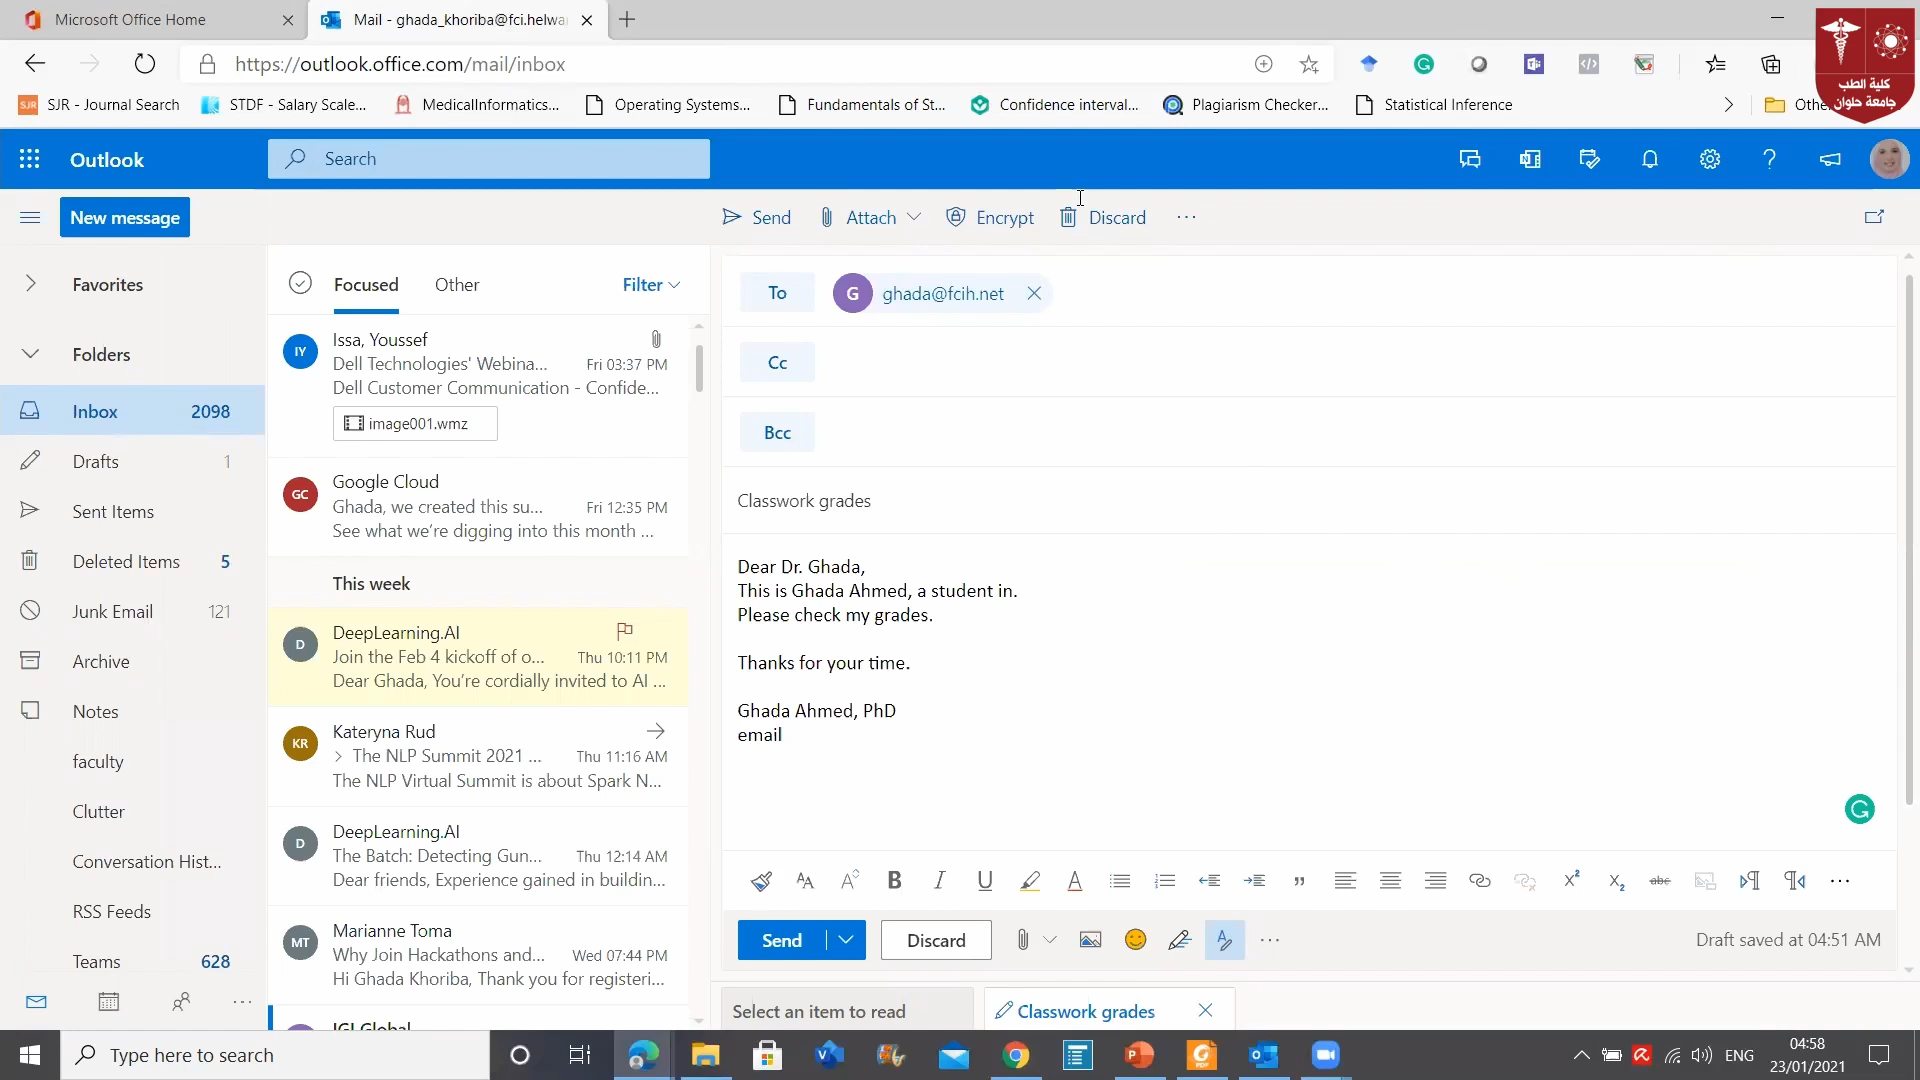 Microsoft Office Home
Mail - ghada_khoriba@fci.helwa
https://outlook.office.com/mail/inbox
SJR - Journal Search
STDF - Salary Scale...
MedicalInformatics...
Operating Systems...
Fundamentals of St...
Confidence interval...
Plagiarism Checker...
Statistical Inference
Othe
كلية الطب
جامعة حلوان
Outlook
Search
New message
Send
Attach
Encrypt
Discard
Favorites
Folders
Inbox 2098
Drafts 1
Sent Items
Deleted Items 5
Junk Email 121
Archive
Notes
faculty
Clutter
Conversation Hist...
RSS Feeds
Teams 628
Focused
Other
Filter
IY
Issa, Youssef
Dell Technologies' Webina... Fri 03:37 PM
Dell Customer Communication - Confide...
image001.wmz
GC
Google Cloud
Ghada, we created this su... Fri 12:35 PM
See what we're digging into this month ...
This week
D
DeepLearning.AI
Join the Feb 4 kickoff of o... Thu 10:11 PM
Dear Ghada, You're cordially invited to AI ...
KR
Kateryna Rud
The NLP Summit 2021 ... Thu 11:16 AM
The NLP Virtual Summit is about Spark N...
D
DeepLearning.AI
The Batch: Detecting Gun... Thu 12:14 AM
Dear friends, Experience gained in buildin...
MT
Marianne Toma
Why Join Hackathons and... Wed 07:44 PM
Hi Ghada Khoriba, Thank you for registeri...
IGI Global
To
G
ghada@fcih.net
Cc
Bcc
Classwork grades
Dear Dr. Ghada,
This is Ghada Ahmed, a student in.
Please check my grades.
Thanks for your time.
Ghada Ahmed, PhD
email
Send
Discard
Draft saved at 04:51 AM
Select an item to read
Classwork grades
Type here to search
ENG
04:58
23/01/2021